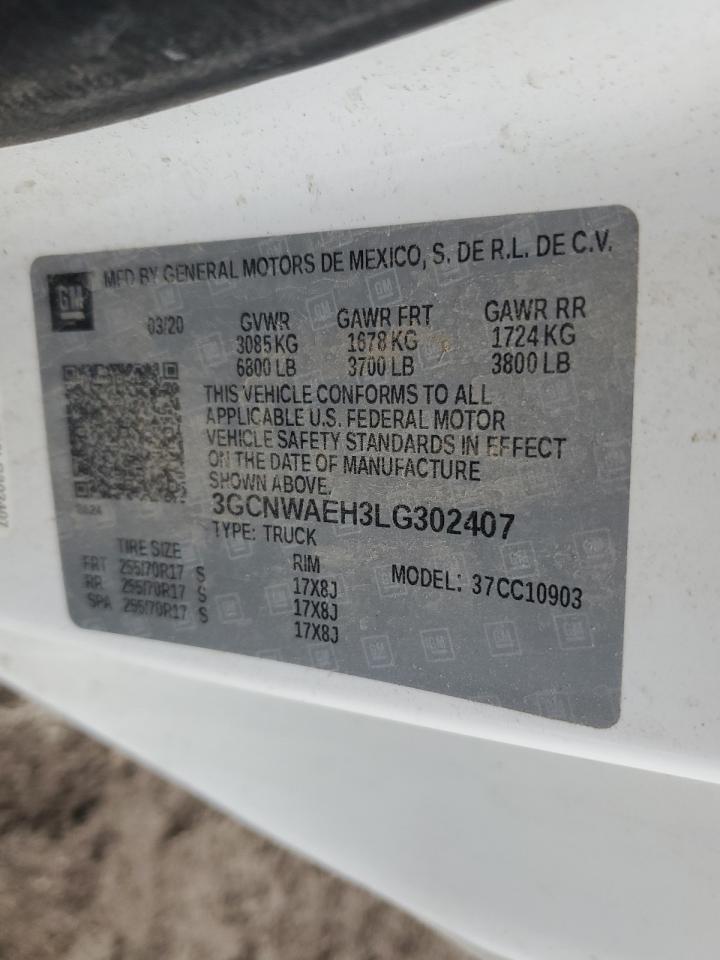 GM
MFD BY GENERAL MOTORS DE MEXICO, S. DE R.L. DE C.V.
03/20 GVWR GAWR FRT GAWR RR
3085 KG 1678 KG 1724 KG
6800 LB 3700 LB 3800 LB
THIS VEHICLE CONFORMS TO ALL
APPLICABLE U.S. FEDERAL MOTOR
VEHICLE SAFETY STANDARDS IN EFFECT
ON THE DATE OF MANUFACTURE
SHOWN ABOVE.
3GCNWAEH3LG302407
TYPE: TRUCK
TIRE SIZE RIM MODEL: 37CC10903
FRT 255/70R17 S 17X8J
RR 255/70R17 S 17X8J
SPA 255/70R17 S 17X8J